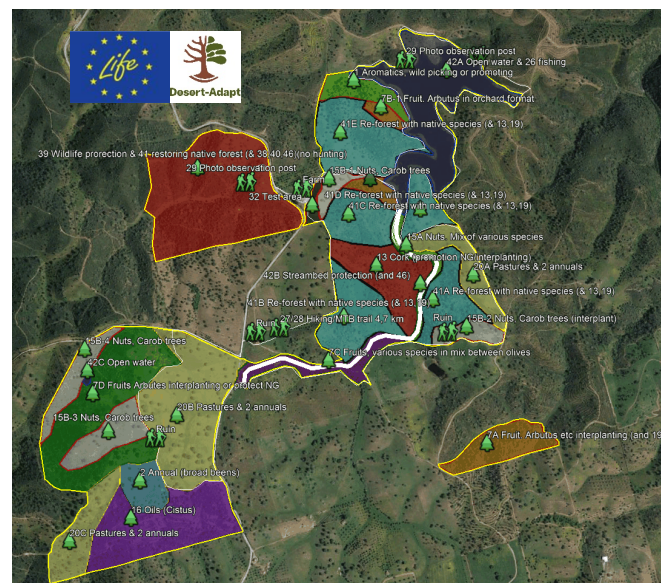 Life
Desert-Adapt
29 Photo observation post
42A Open water & 26 fishing
1 Aromatics, wild picking or promoting
7B-1 Fruit. Arbutus in orchard format
41E Re-forest with native species (& 13,19)
39 Wildlife prorection & 41 restoring native forest (& 38,40,46)(no hunting)
29 Photo observation post
15B-1 Nuts. Carob trees
Farm
32 Test area
41D Re-forest with native species (& 13,19)
41C Re-forest with native species (& 13,19)
15A Nuts. Mix of various species
13 Cork (promotion NG interplanting)
42B Streambed protection (and 46)
20A Pastures & 2 annuals
41A Re-forest with native species (& 13,19)
41B Re-forest with native species (& 13,19)
27/28 Hiking/MTB trail 4,7 km
Ruin
Ruin
15B-2 Nuts. Carob trees (interplant)
7C Fruits, various species in mix between olives
15B-4 Nuts. Carob trees
42C Open water
7D Fruits Arbutes interplanting or protect NG
20B Pastures & 2 annuals
15B-3 Nuts. Carob trees
Ruin
7A Fruit. Arbutus etc interplanting (and 19
2 Annual (broad beens)
16 Oils (Cistus)
20C Pastures & 2 annuals